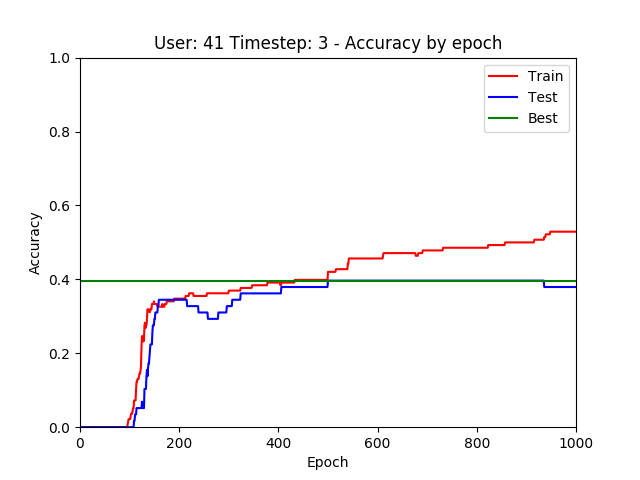 User: 41 Timestep: 3 - Accuracy by epoch
1.0
0.8
0.6
0.4
0.2
0.0
Accuracy
Train
Test
Best
0 200 400 600 800 1000
Epoch